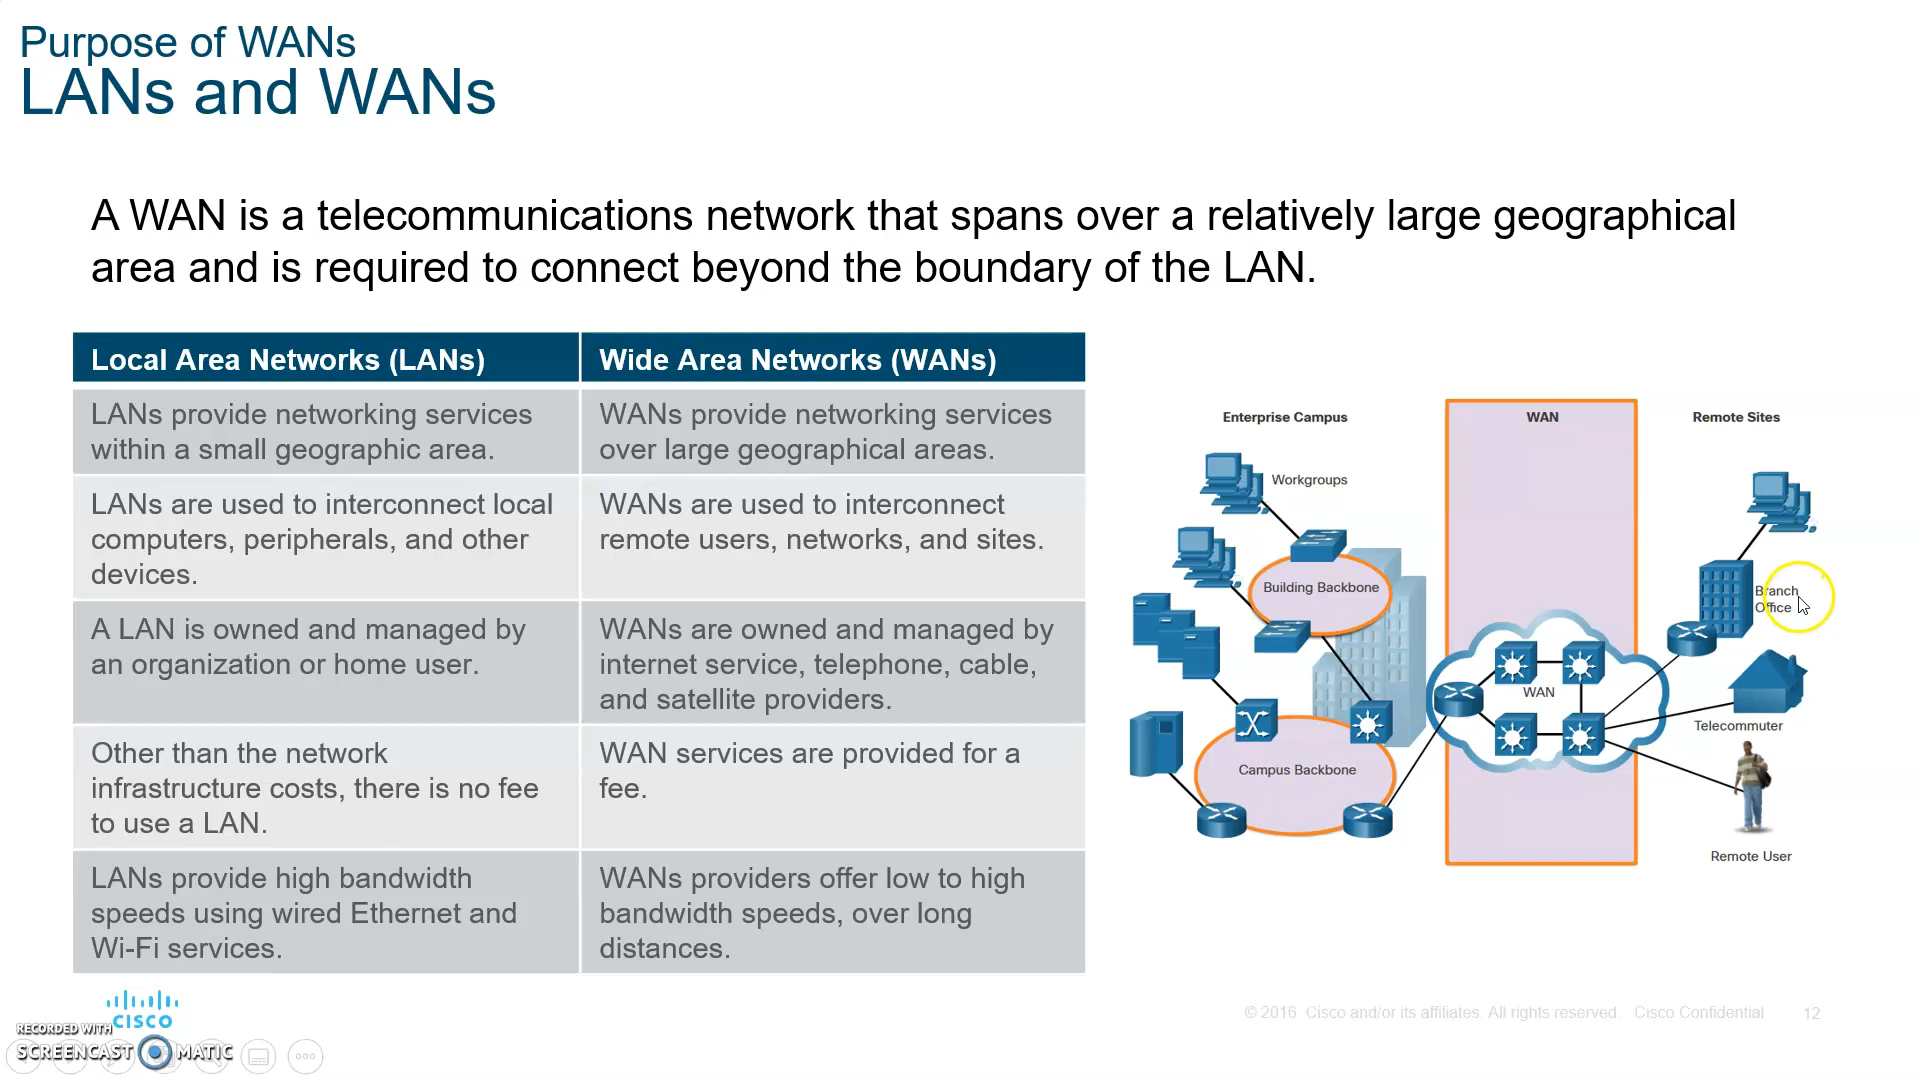 Purpose of WANs
LANs and WANs
A WAN is a telecommunications network that spans over a relatively large geographical
area and is required to connect beyond the boundary of the LAN.
Local Area Networks (LANs)
Wide Area Networks (WANs)
LANs provide networking services
within a small geographic area.
WANs provide networking services
over large geographical areas.
LANs are used to interconnect local
computers, peripherals, and other
devices.
WANs are used to interconnect
remote users, networks, and sites.
A LAN is owned and managed by
an organization or home user.
WANs are owned and managed by
internet service, telephone, cable,
and satellite providers.
Other than the network
infrastructure costs, there is no fee
to use a LAN.
WAN services are provided for a
fee.
LANs provide high bandwidth
speeds using wired Ethernet and
Wi-Fi services.
WANs providers offer low to high
bandwidth speeds, over long
distances.
Enterprise Campus
WAN
Remote Sites
Workgroups
Building Backbone
Branch
Office
WAN
Telecommuter
Campus Backbone
Remote User
CISCO
RECORDED WITH
SCREENCAST MATIC
© 2016 Cisco and/or its affiliates. All rights reserved. Cisco Confidential
12